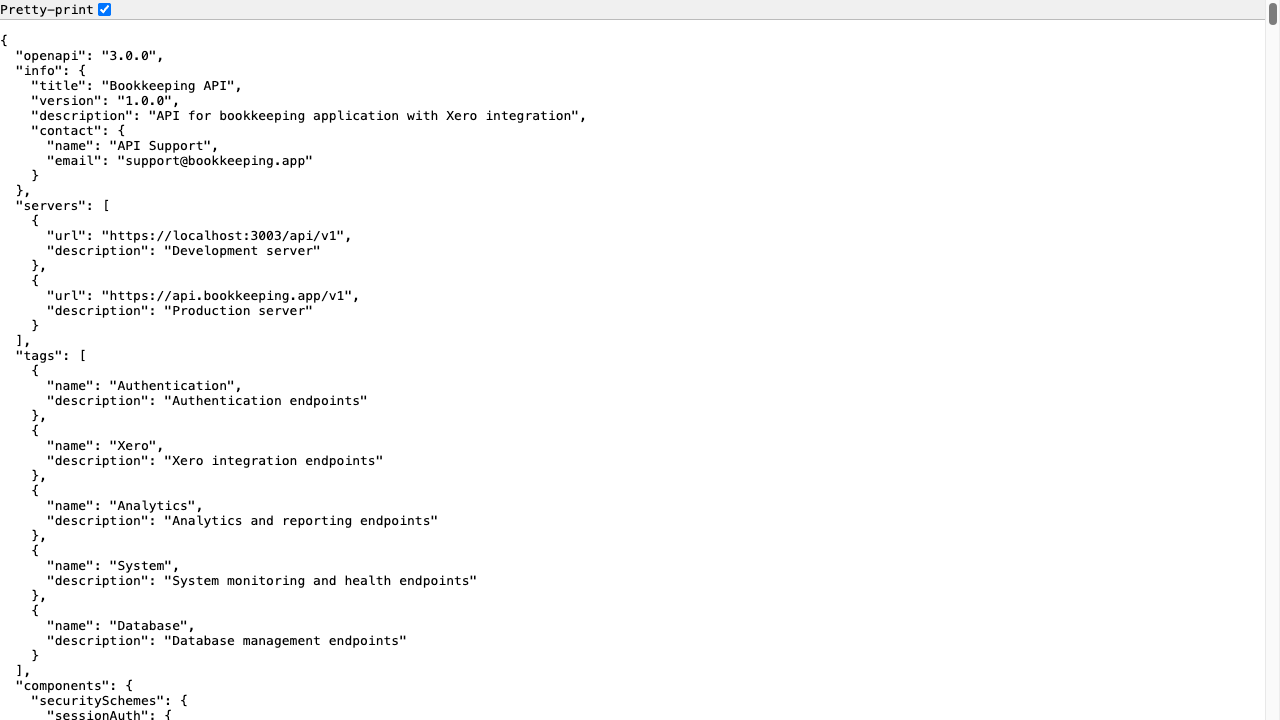 Pretty-print
{
  "openapi": "3.0.0",
  "info": {
    "title": "Bookkeeping API",
    "version": "1.0.0",
    "description": "API for bookkeeping application with Xero integration",
    "contact": {
      "name": "API Support",
      "email": "support@bookkeeping.app"
    }
  },
  "servers": [
    {
      "url": "https://localhost:3003/api/v1",
      "description": "Development server"
    },
    {
      "url": "https://api.bookkeeping.app/v1",
      "description": "Production server"
    }
  ],
  "tags": [
    {
      "name": "Authentication",
      "description": "Authentication endpoints"
    },
    {
      "name": "Xero",
      "description": "Xero integration endpoints"
    },
    {
      "name": "Analytics",
      "description": "Analytics and reporting endpoints"
    },
    {
      "name": "System",
      "description": "System monitoring and health endpoints"
    },
    {
      "name": "Database",
      "description": "Database management endpoints"
    }
  ],
  "components": {
    "securitySchemes": {
      "sessionAuth": {